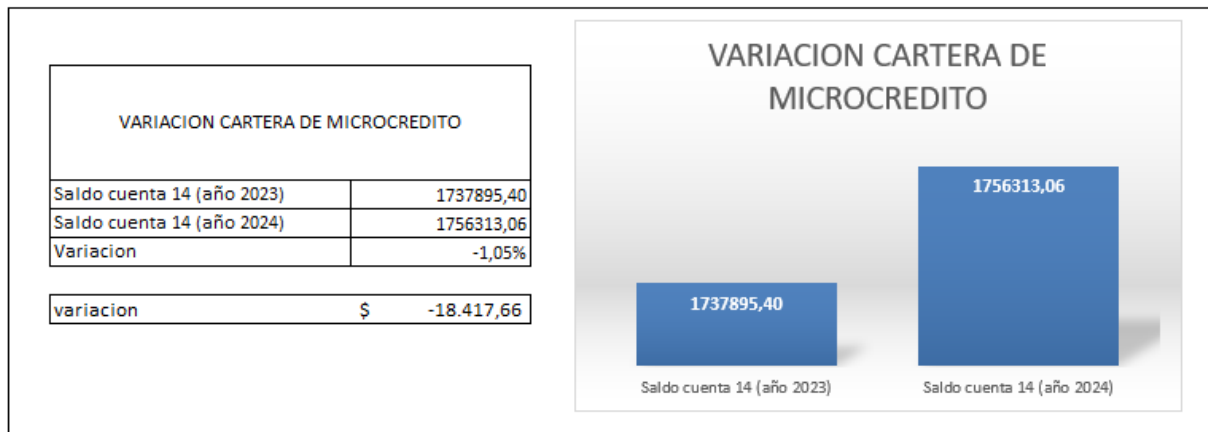 VARIACION CARTERA DE MICROCREDITO
Saldo cuenta 14 (año 2023) 1737895,40
Saldo cuenta 14 (año 2024) 1756313,06
Variacion -1,05%
variacion $ -18.417,66
VARIACION CARTERA DE
MICROCREDITO
1756313,06
1737895,40
Saldo cuenta 14 (año 2023) Saldo cuenta 14 (año 2024)